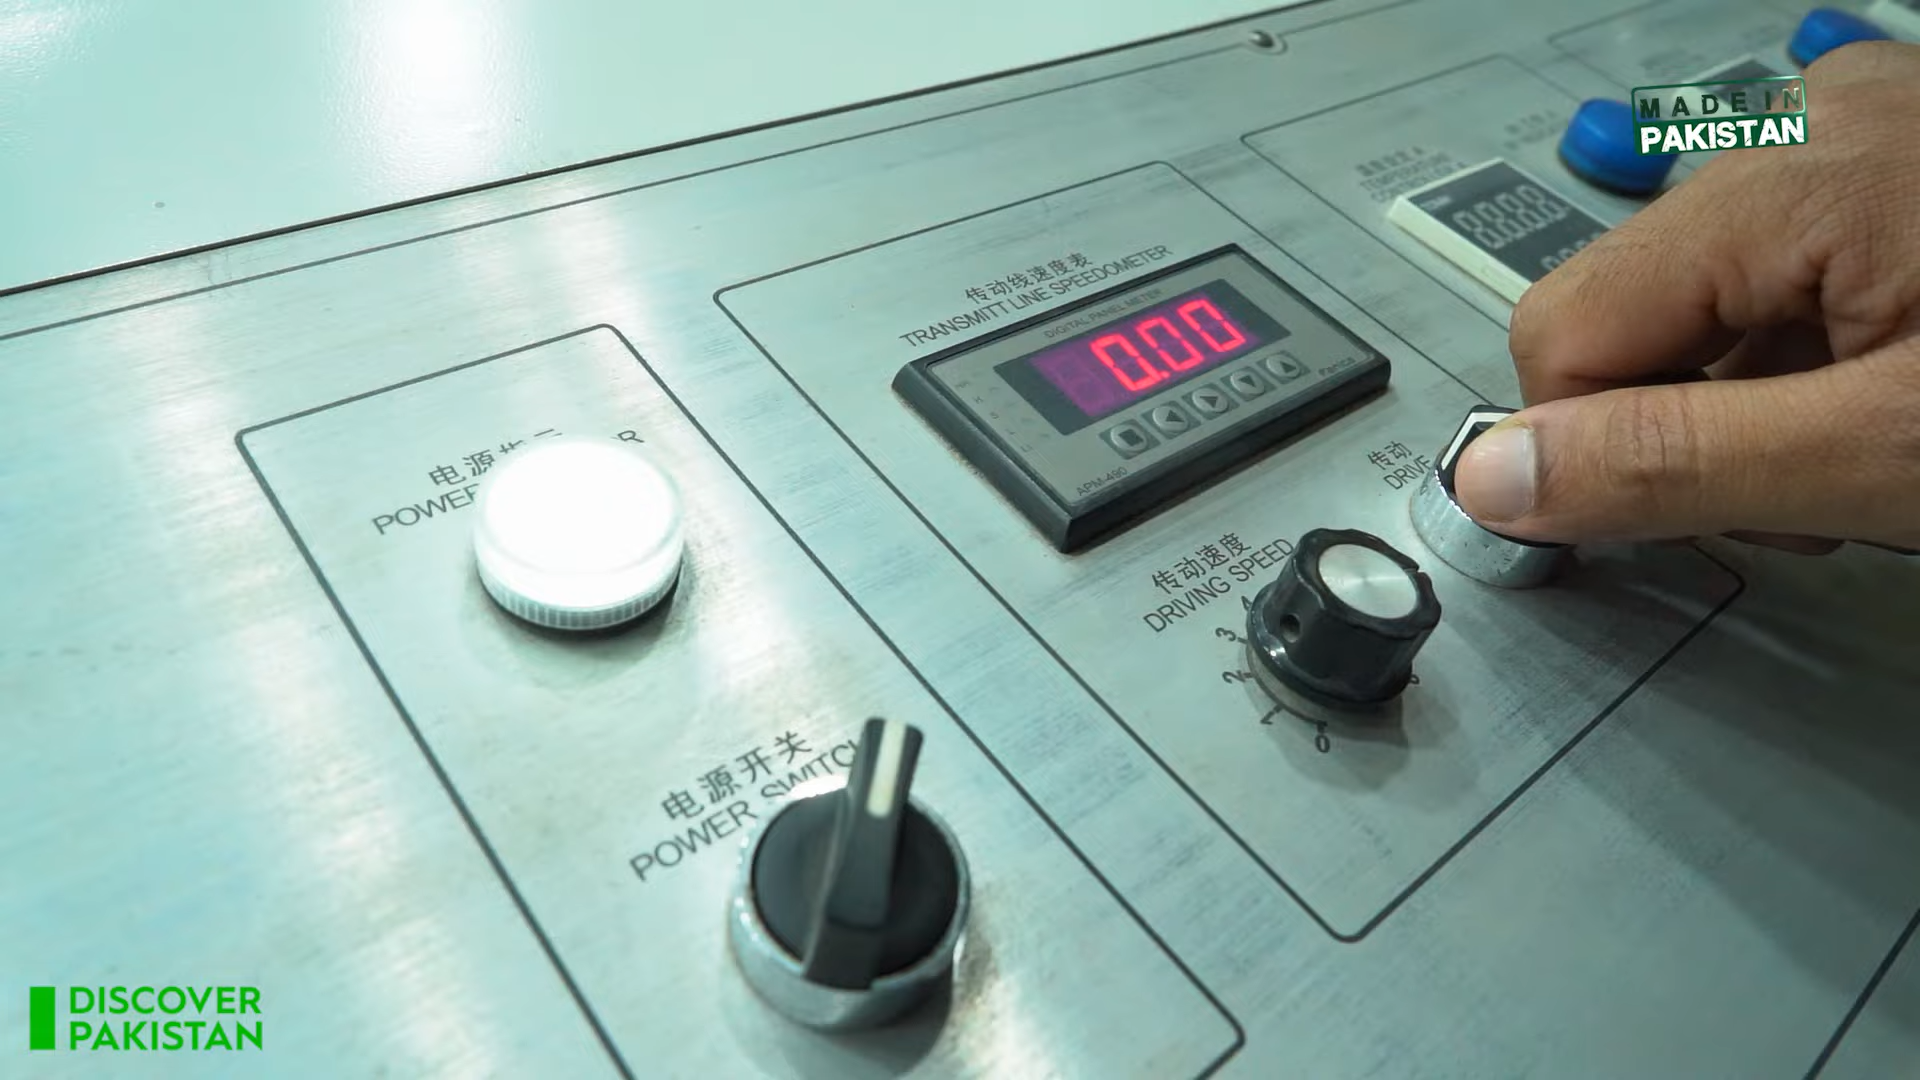 MADE IN
PAKISTAN
传动线速度表
TRANSMITT LINE SPEEDOMETER
DIGITAL PANEL METER
0.00
APM-490
电源
POWER
传动
DRIVE
传动速度
DRIVING SPEED
4
3
2
1
0
电源开关
POWER SWITCH
DISCOVER
PAKISTAN